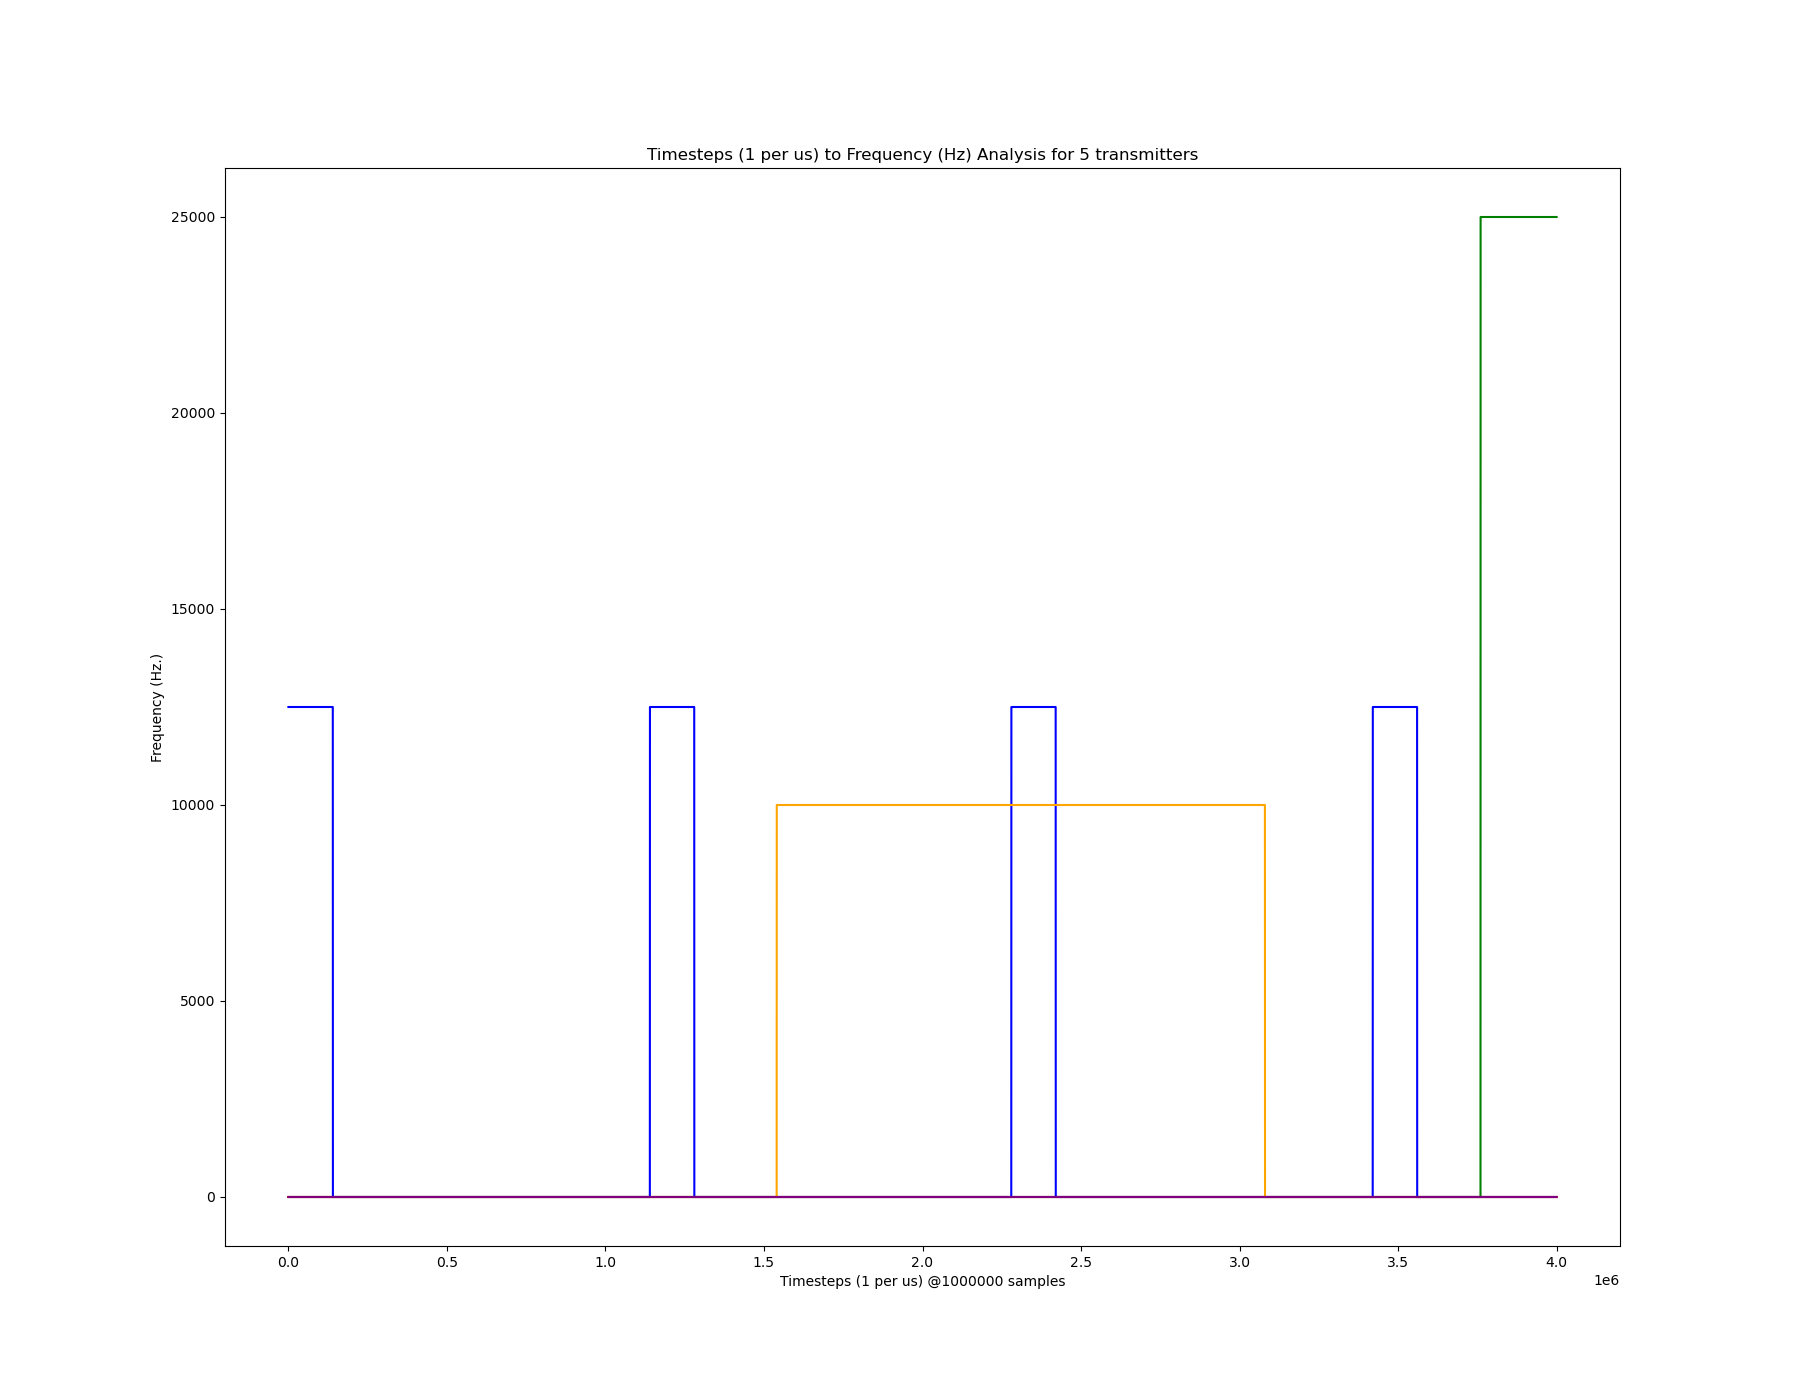 Timesteps (1 per us) to Frequency (Hz) Analysis for 5 transmitters
25000
20000
15000
10000
5000
0
Frequency (Hz.)
0.0 0.5 1.0 1.5 2.0 2.5 3.0 3.5 4.0
1e6
Timesteps (1 per us) @1000000 samples